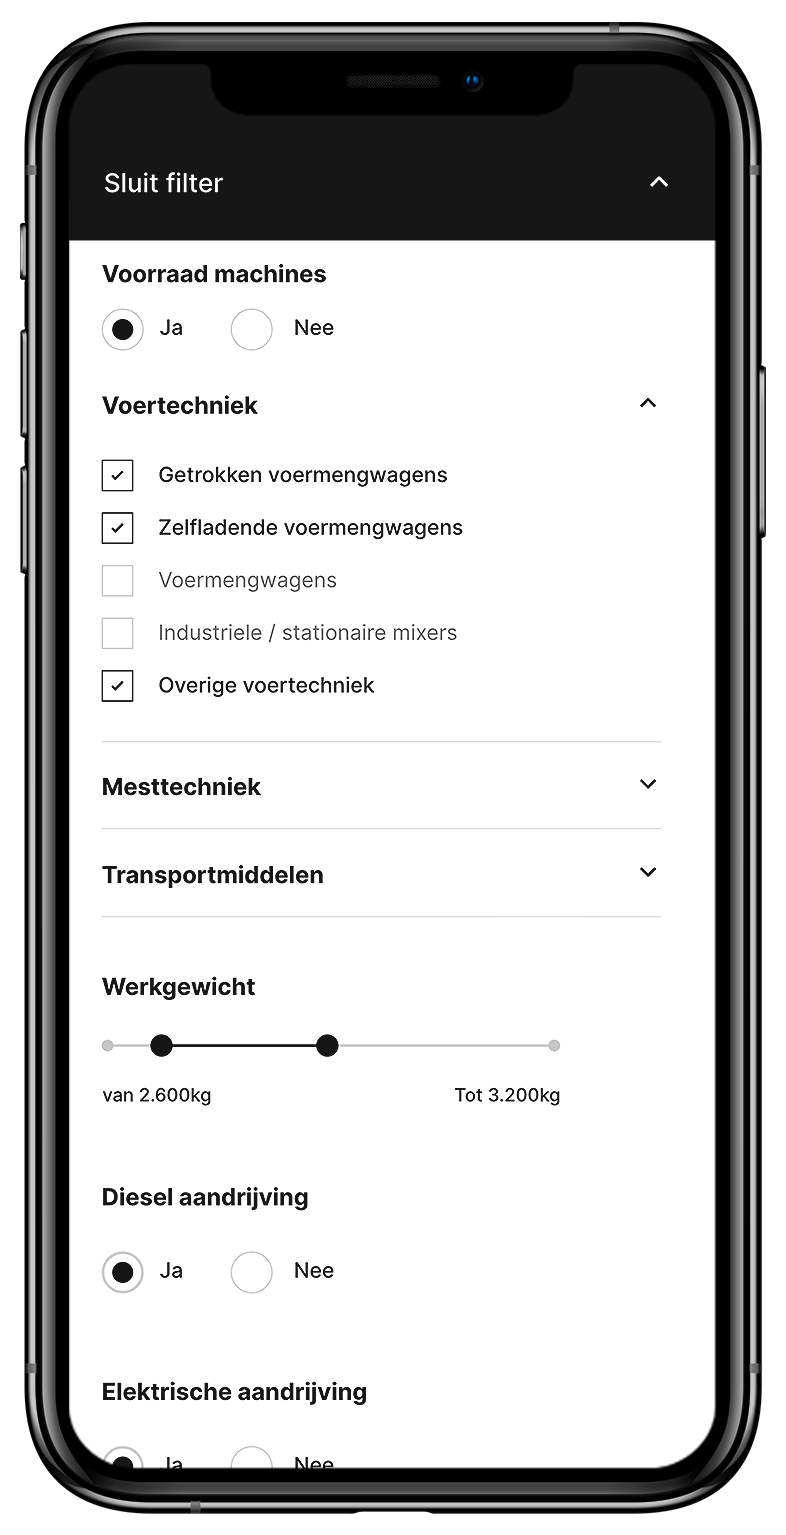 Sluit filter
Voorraad machines
Ja Nee
Voertechniek
Getrokken voermengwagens
Zelfladende voermengwagens
Voermengwagens
Industriele / stationaire mixers
Overige voertechniek
Mesttechniek
Transportmiddelen
Werkgewicht
van 2.600kg Tot 3.200kg
Diesel aandrijving
Ja Nee
Elektrische aandrijving
Ja Nee